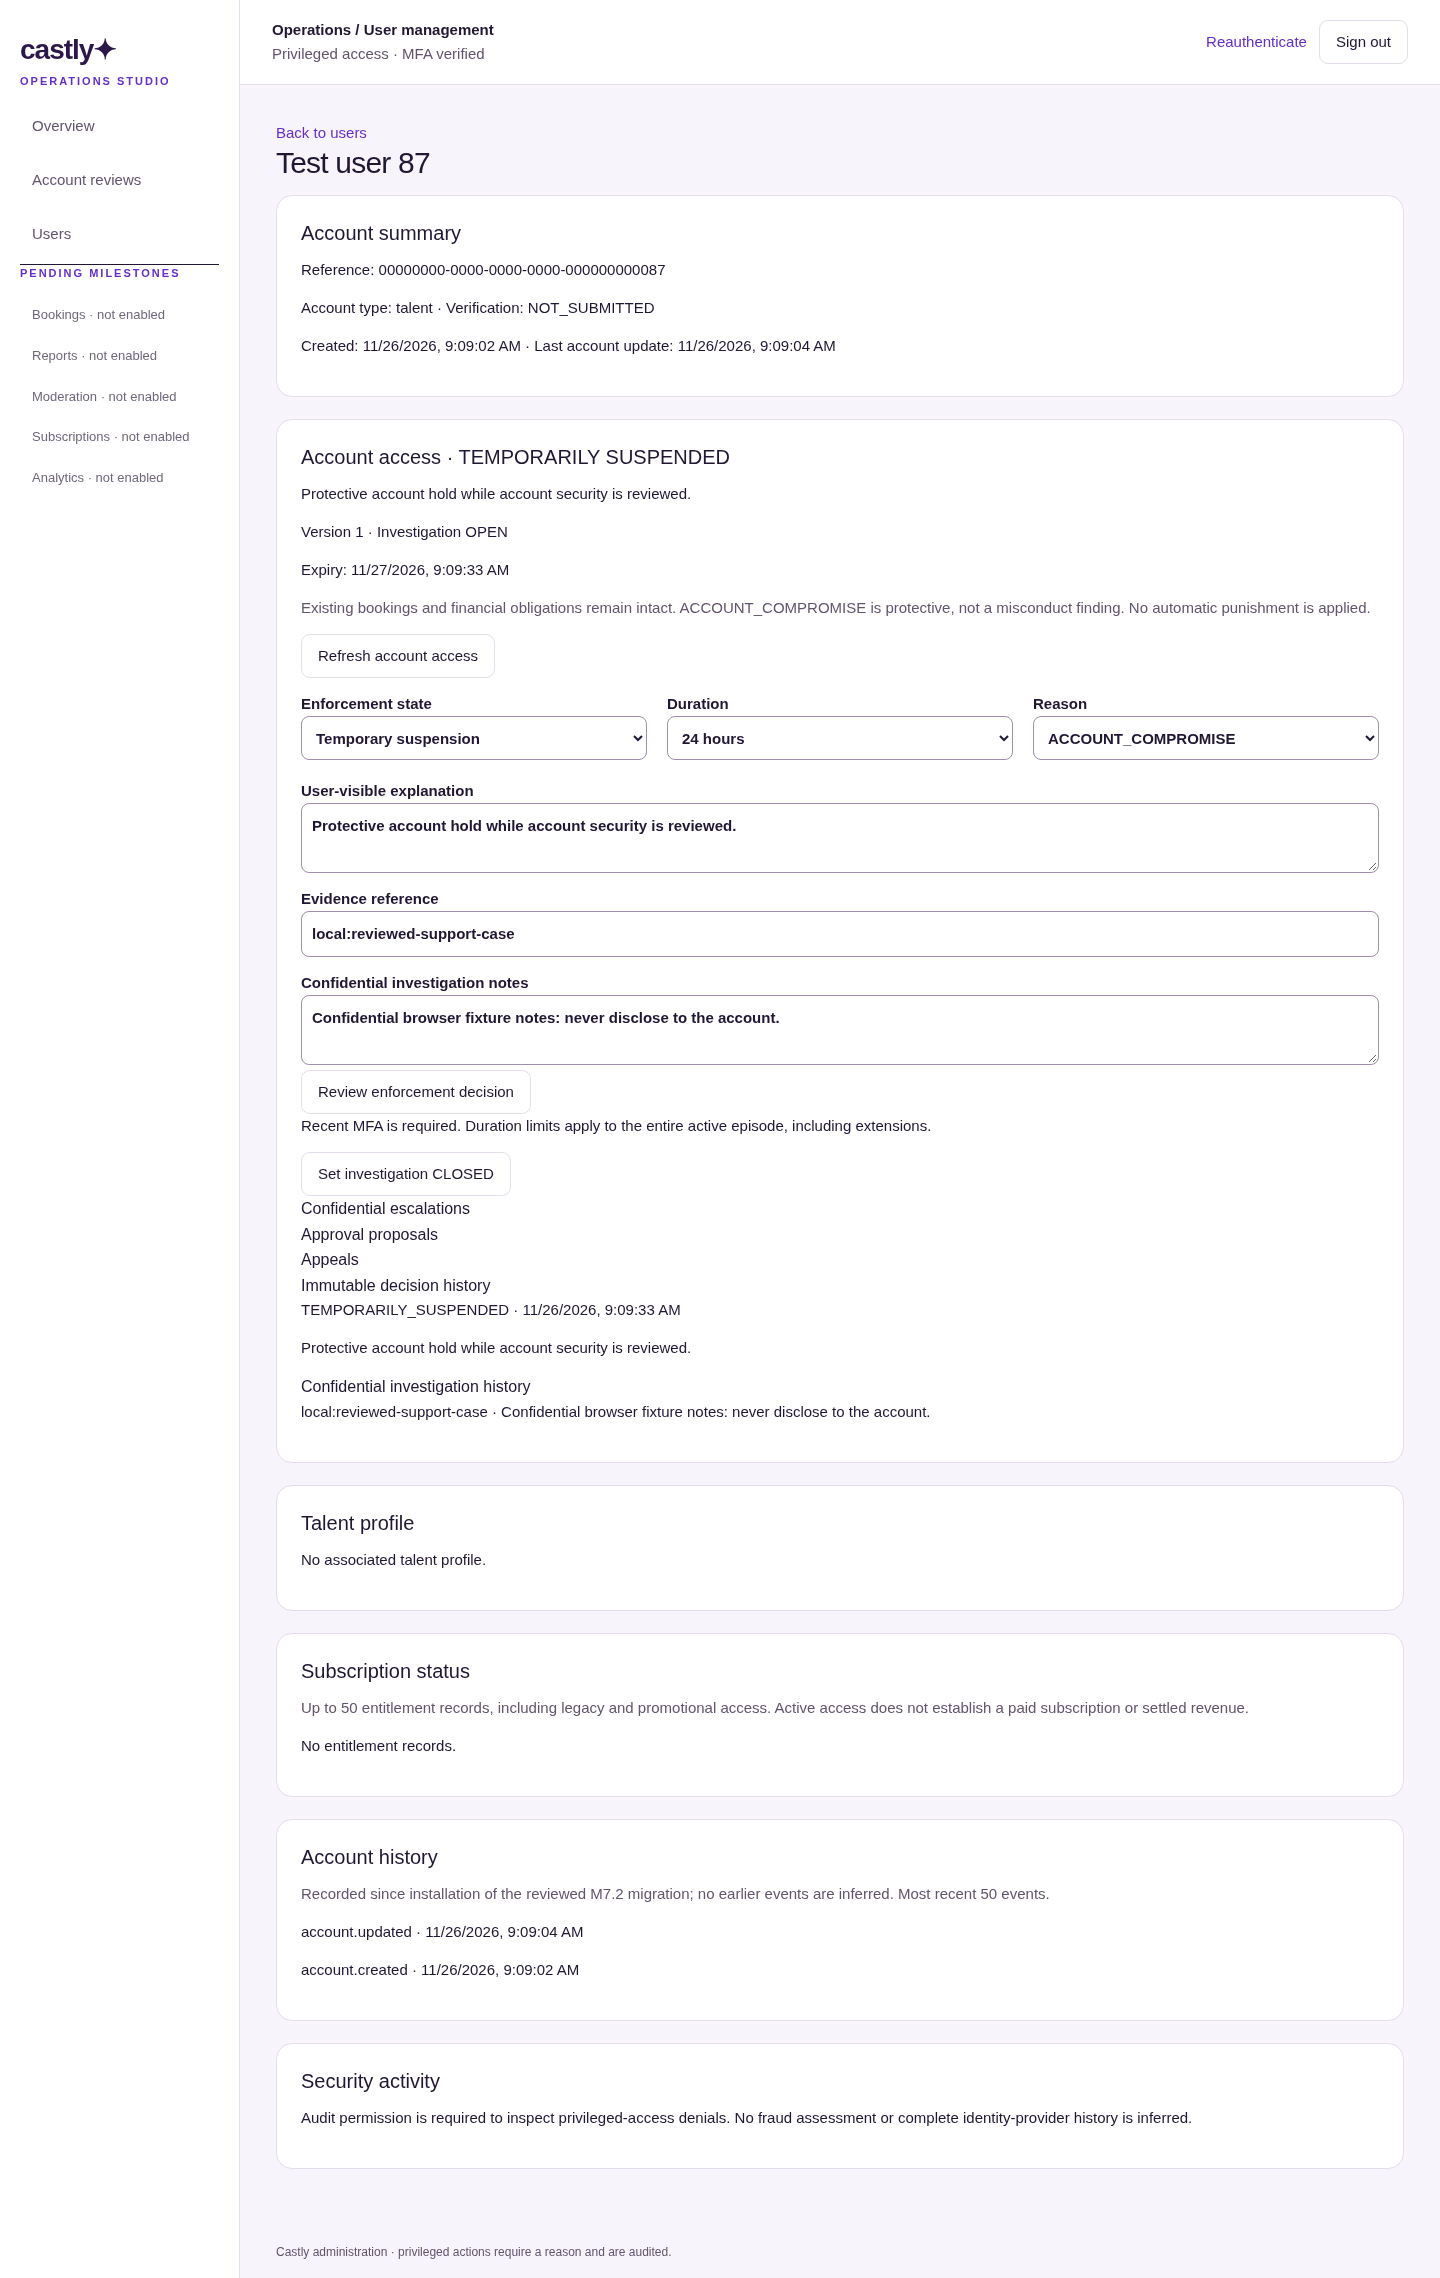 castly✦
OPERATIONS STUDIO
Overview
Account reviews
Users
PENDING MILESTONES
Bookings · not enabled
Reports · not enabled
Moderation · not enabled
Subscriptions · not enabled
Analytics · not enabled
Operations / User management
Privileged access · MFA verified
Reauthenticate
Sign out
Back to users
Test user 87
Account summary
Reference: 00000000-0000-0000-0000-000000000087
Account type: talent · Verification: NOT_SUBMITTED
Created: 11/26/2026, 9:09:02 AM · Last account update: 11/26/2026, 9:09:04 AM
Account access · TEMPORARILY SUSPENDED
Protective account hold while account security is reviewed.
Version 1 · Investigation OPEN
Expiry: 11/27/2026, 9:09:33 AM
Existing bookings and financial obligations remain intact. ACCOUNT_COMPROMISE is protective, not a misconduct finding. No automatic punishment is applied.
Refresh account access
Enforcement state
Duration
Reason
Temporary suspension
24 hours
ACCOUNT_COMPROMISE
User-visible explanation
Protective account hold while account security is reviewed.
Evidence reference
local:reviewed-support-case
Confidential investigation notes
Confidential browser fixture notes: never disclose to the account.
Review enforcement decision
Recent MFA is required. Duration limits apply to the entire active episode, including extensions.
Set investigation CLOSED
Confidential escalations
Approval proposals
Appeals
Immutable decision history
TEMPORARILY_SUSPENDED · 11/26/2026, 9:09:33 AM
Protective account hold while account security is reviewed.
Confidential investigation history
local:reviewed-support-case · Confidential browser fixture notes: never disclose to the account.
Talent profile
No associated talent profile.
Subscription status
Up to 50 entitlement records, including legacy and promotional access. Active access does not establish a paid subscription or settled revenue.
No entitlement records.
Account history
Recorded since installation of the reviewed M7.2 migration; no earlier events are inferred. Most recent 50 events.
account.updated · 11/26/2026, 9:09:04 AM
account.created · 11/26/2026, 9:09:02 AM
Security activity
Audit permission is required to inspect privileged-access denials. No fraud assessment or complete identity-provider history is inferred.
Castly administration · privileged actions require a reason and are audited.